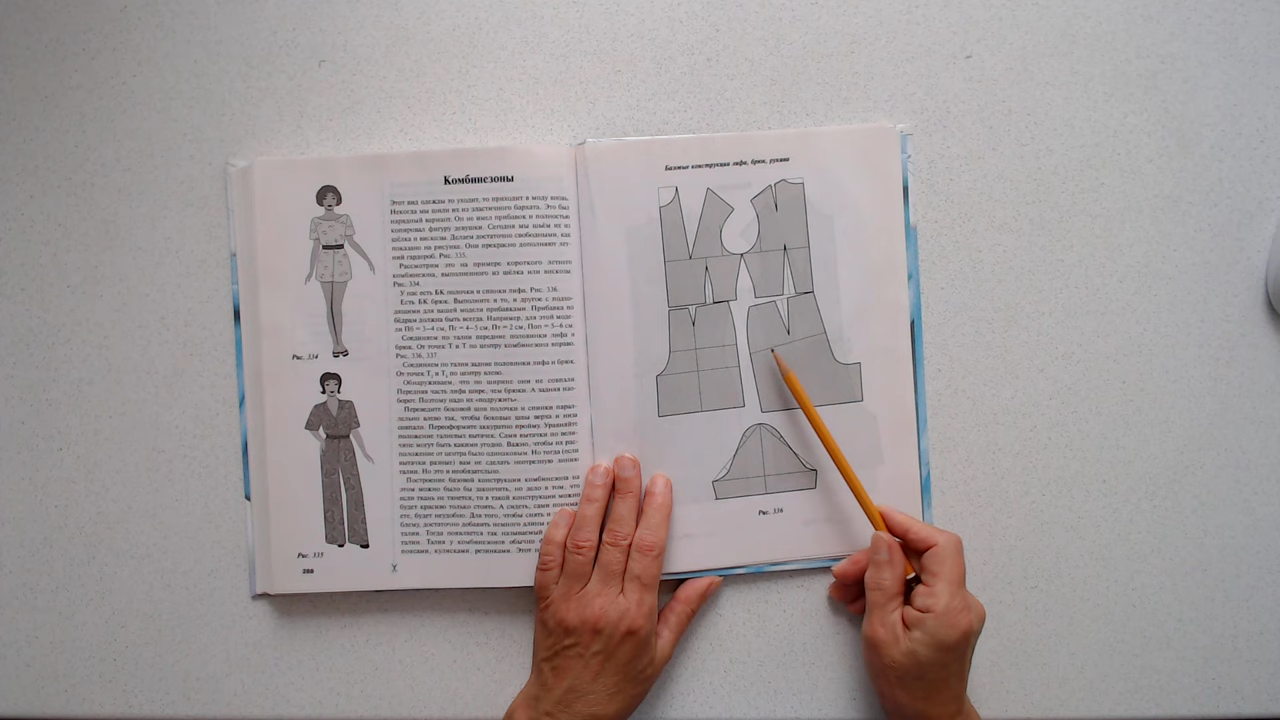 Комбинезоны
Этот вид одежды то уходит, то приходит в моду вновь.
Некогда мы шили их из эластичного бархата. Это был
нарядный вариант. Он не имел прибавок и полностью
копировал фигуру девушки. Сегодня мы шьём их из
шёлка и вискозы. Делаем достаточно свободными, как
показано на рисунке. Они прекрасно дополняют лет-
ний гардероб. Рис. 335.
Рассмотрим это на примере короткого летнего
комбинезона, выполненного из шёлка или вискозы.
Рис. 334.
У нас есть БК полочки и спинки лифа. Рис. 336.
Есть БК брюк. Выполните и то, и другое с подхо-
дящими для нашей модели прибавками. Прибавка по
бёдрам должна быть всегда. Например, для этой моде-
ли Пб = 3–4 см, Пг = 4–5 см, Пт = 2 см, Поп = 5–6 см
Соединяем по талии передние половинки лифа и
брюк. От точек Т и Т по центру комбинезона вправо.
Рис. 336, 337.
Соединяем по талии задние половинки лифа и брюк.
От точек Т₁ и Т₁ по центру влево.
Обнаруживаем, что по ширине они не совпали.
Передняя часть лифа шире, чем брюки. А задняя нао-
борот. Поэтому надо их «подружить».
Переведите боковой шов полочки и спинки парал-
лельно влево так, чтобы боковых швы верха и низа
совпали. Переоформите аккуратно пройму. Уравняйте
положение талиевых вытачек. Сами вытачки по вели-
чине могут быть какими угодно. Важно, чтобы их рас-
положение от центра было одинаковым. Но тогда (если
вытачки разные) вам не сделать неотрезную линию
талии. Но это и необязательно.
Построение базовой конструкции комбинезона на
этом можно было бы закончить, но дело в том, что
если ткань не тянется, то в такой конструкции можно
будет красиво только стоять. А сидеть, сами понима-
ете, будет неудобно. Для того, чтобы снять
блему, достаточно добавить немного длины
талии. Тогда появляется так называемый
талии. Талия у комбинезонов обычно
поясами, кулисками, резинками. Этот
Рис. 334
Рис. 335
288
Базовые конструкции лифа, брюк, рукава
Рис. 336